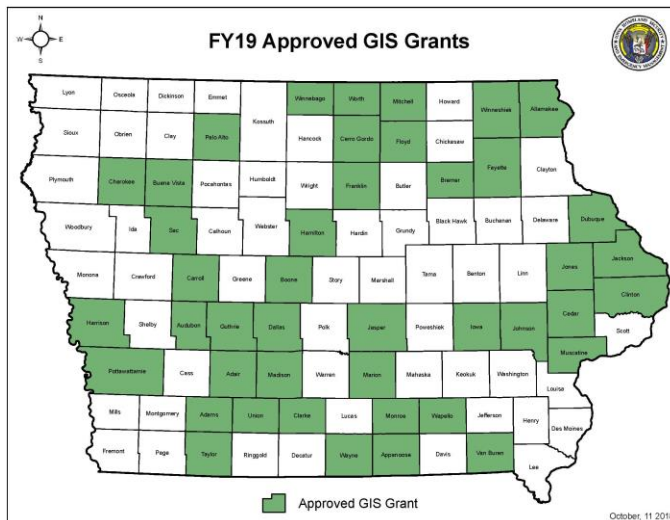 N
W E
S
FY19 Approved GIS Grants
Lyon Osceola Dickinson Emmet Winnebago Worth Mitchell Howard Winneshiek Allamakee
Kossuth
Sioux Obrien Clay Palo Alto Hancock Cerro Gordo Floyd Chickasaw
Plymouth Cherokee Buena Vista Pocahontas Humboldt Wright Franklin Butler Bremer Fayette Clayton
Woodbury Ida Sac Calhoun Webster Hamilton Hardin Grundy Black Hawk Buchanan Delaware Dubuque
Monona Crawford Carroll Greene Boone Story Marshall Tama Benton Linn Jones Jackson
Clinton
Harrison Shelby Audubon Guthrie Dallas Polk Jasper Poweshiek Iowa Johnson Cedar
Scott
Muscatine
Pottawattamie Cass Adair Madison Warren Marion Mahaska Keokuk Washington
Louisa
Mills Montgomery Adams Union Clarke Lucas Monroe Wapello Jefferson Henry
Des Moines
Fremont Page Taylor Ringgold Decatur Wayne Appanoose Davis Van Buren
Lee
Approved GIS Grant
October, 11 201